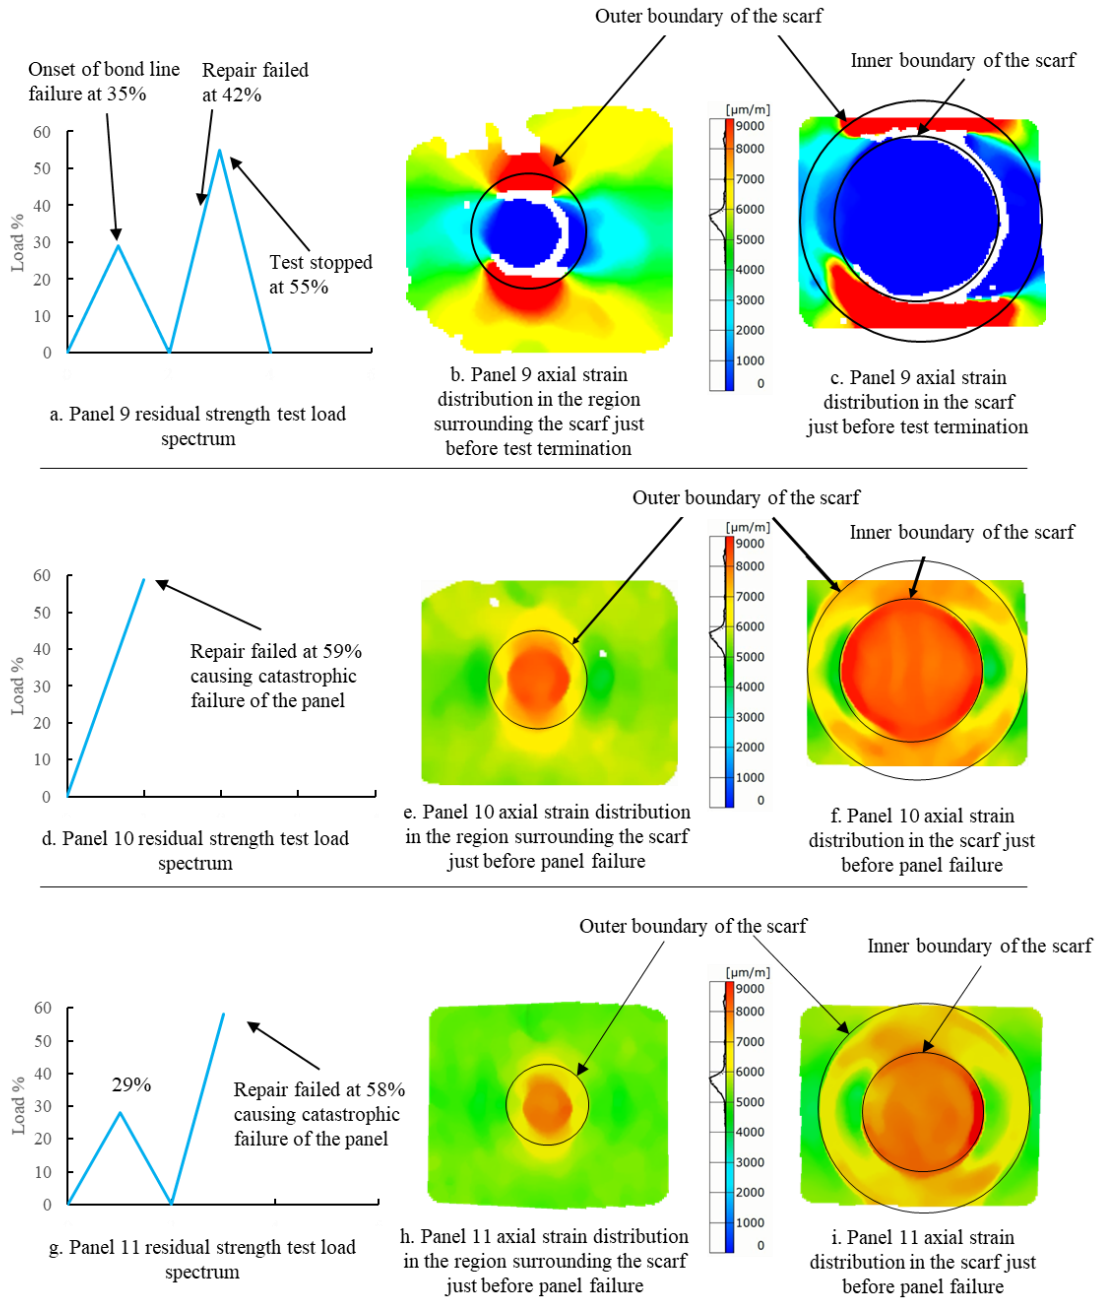 Outer boundary of the scarf
Inner boundary of the scarf
Onset of bond line
failure at 35%
Repair failed
at 42%
Test stopped
at 55%
Load %
60
50
40
30
20
10
0
[µm/m]
9000
8000
7000
6000
5000
4000
3000
2000
1000
0
a. Panel 9 residual strength test load
spectrum
b. Panel 9 axial strain
distribution in the region
surrounding the scarf just
before test termination
c. Panel 9 axial strain
distribution in the scarf
just before test termination
Outer boundary of the scarf
Inner boundary of the scarf
Load %
60
50
40
30
20
10
0
Repair failed at 59%
causing catastrophic
failure of the panel
[µm/m]
9000
8000
7000
6000
5000
4000
3000
2000
1000
0
d. Panel 10 residual strength test load
spectrum
e. Panel 10 axial strain distribution
in the region surrounding the scarf
just before panel failure
f. Panel 10 axial strain
distribution in the scarf just
before panel failure
Outer boundary of the scarf
Inner boundary of the scarf
Load %
60
50
40
30
20
10
0
29%
Repair failed at 58%
causing catastrophic
failure of the panel
[µm/m]
9000
8000
7000
6000
5000
4000
3000
2000
1000
0
g. Panel 11 residual strength test load
spectrum
h. Panel 11 axial strain distribution
in the region surrounding the scarf
just before panel failure
i. Panel 11 axial strain
distribution in the scarf just
before panel failure